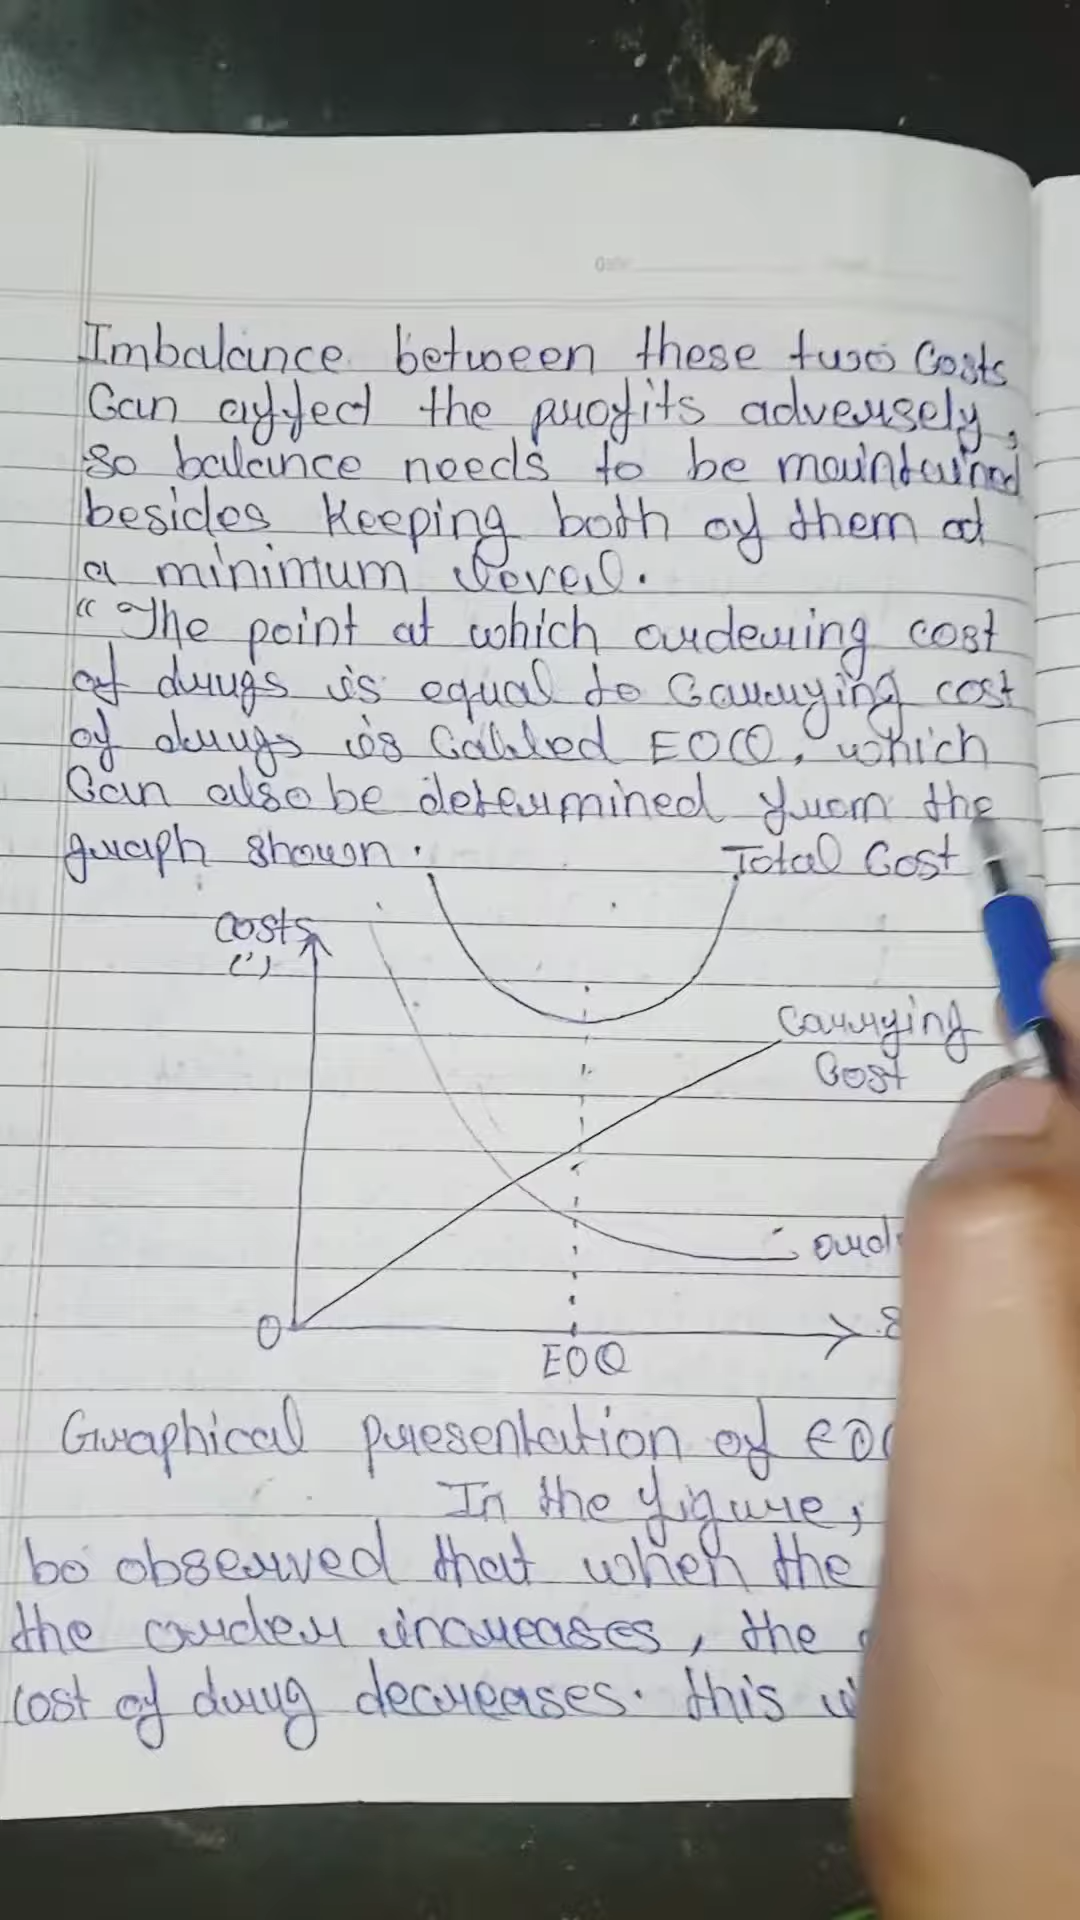 Date
Imbalance between these two Costs
Can affect the profits adversely,
so balance needs to be maintained
besides keeping both of them at
a minimum level.
"The point at which ordering cost
of drugs is equal to Carrying cost
of drugs is Called EOQ, which
Can also be determined from the
graph shown.
Total Cost
Costs
(')
Carrying
Cost
O
EOQ
Graphical presentation of
In the figure,
be observed that when the
the order increases, the
cost of drug decreases. this